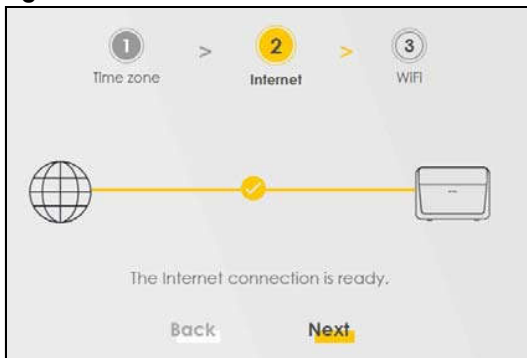 1 > 2 > 3
Time zone Internet WiFi
The Internet connection is ready.
Back Next